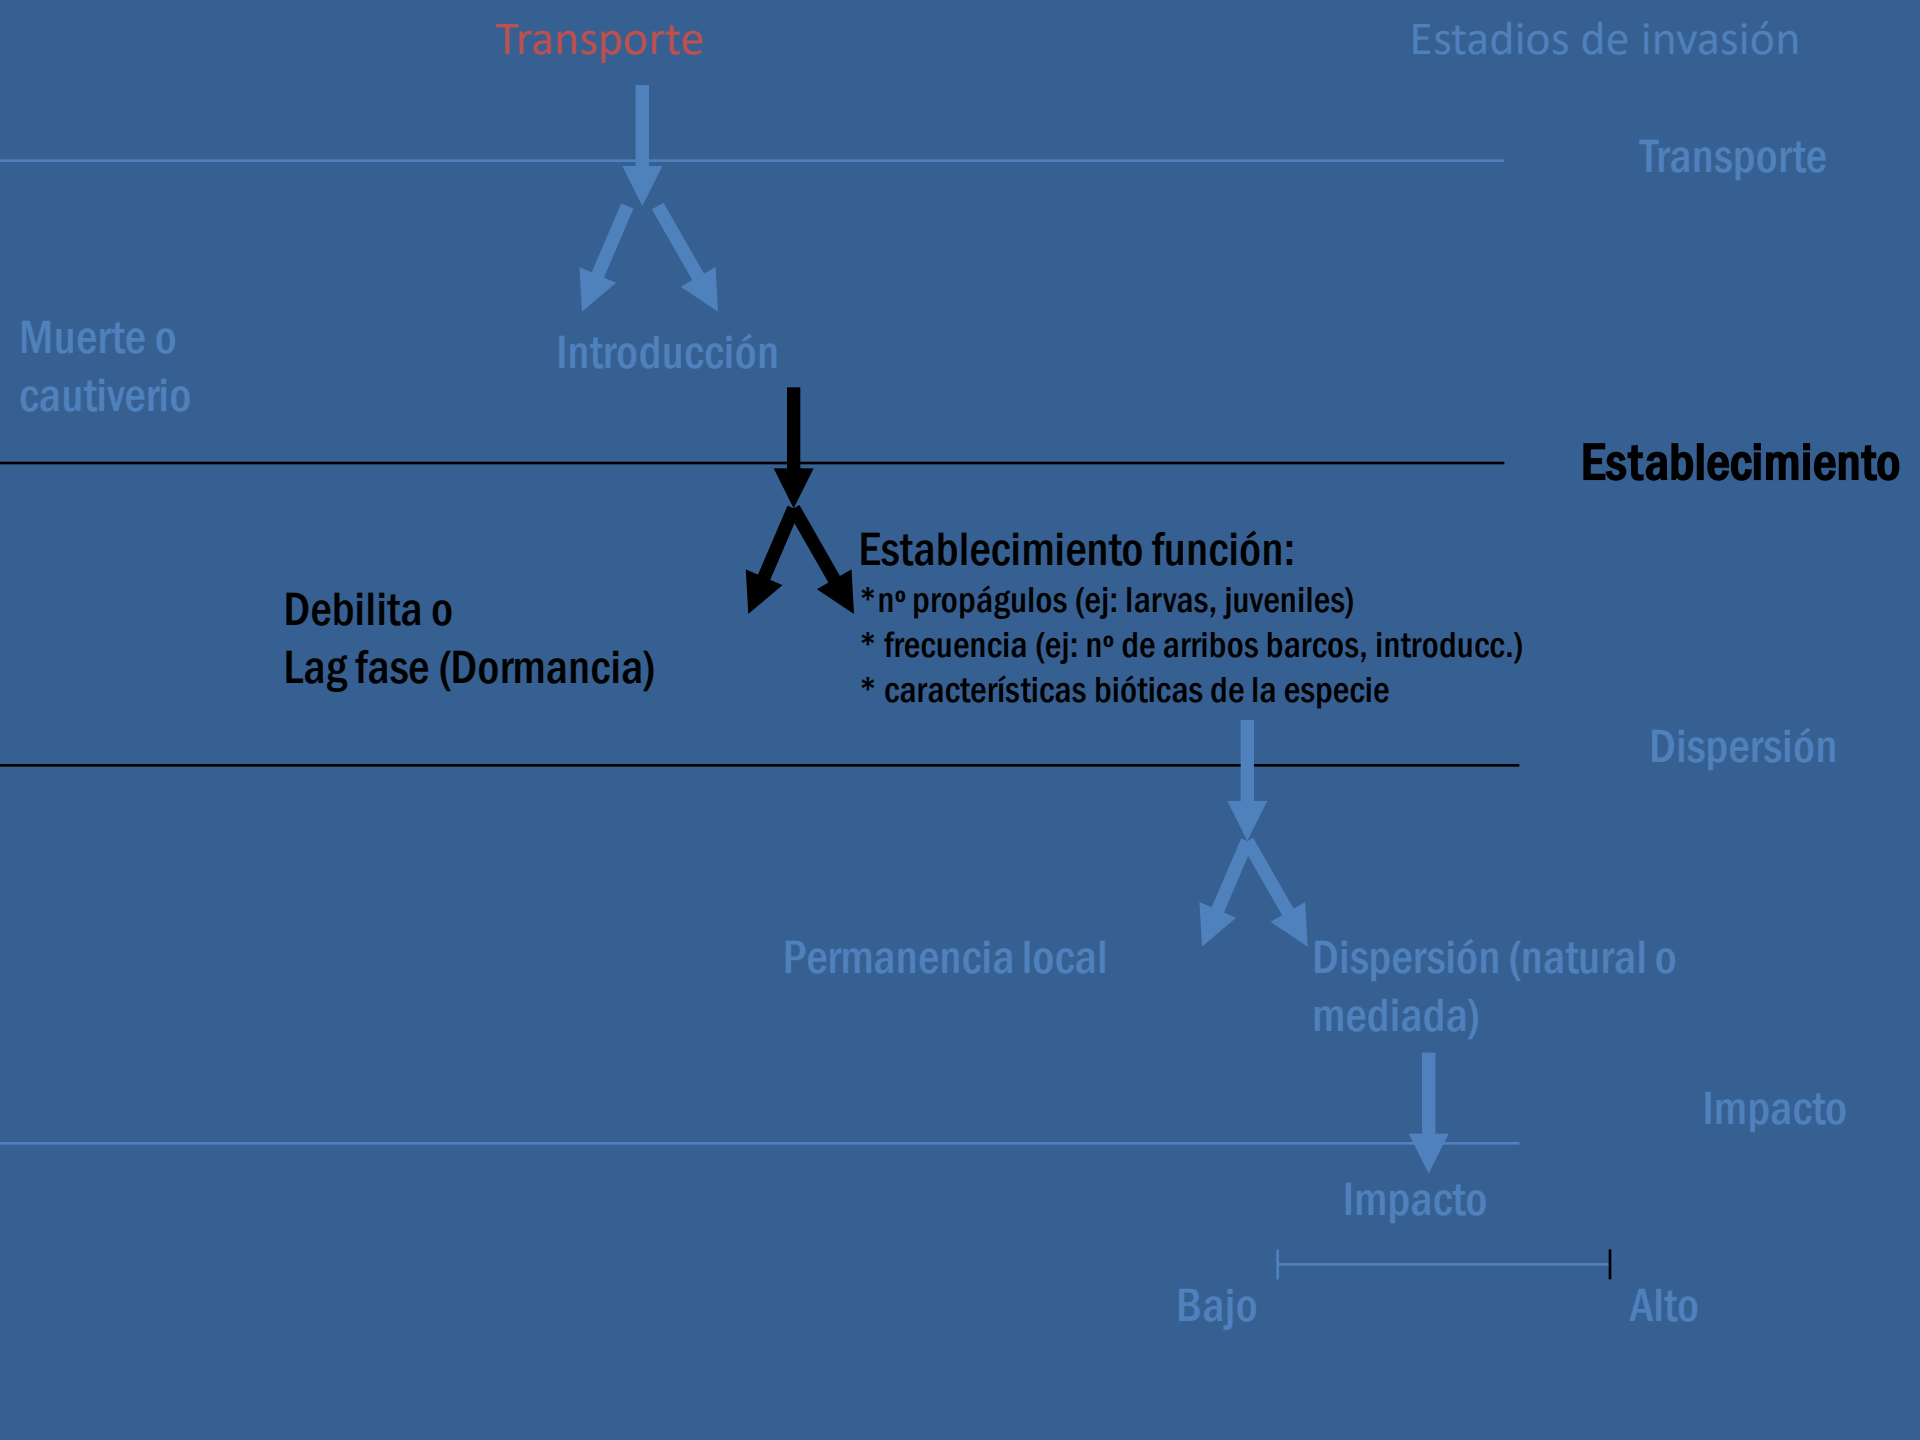 Transporte
Estadios de invasión
Transporte
Muerte o
cautiverio
Introducción
Establecimiento
Establecimiento función:
*nº propágulos (ej: larvas, juveniles)
* frecuencia (ej: nº de arribos barcos, introducc.)
* características bióticas de la especie
Debilita o
Lag fase (Dormancia)
Dispersión
Permanencia local
Dispersión (natural o
mediada)
Impacto
Impacto
Bajo
Alto